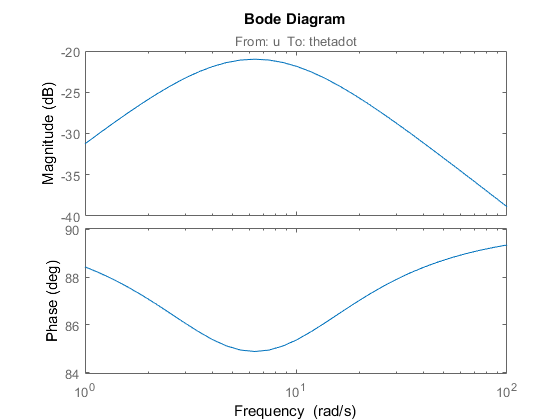 Bode Diagram
From: u  To: thetadot
Magnitude (dB)
-20
-25
-30
-35
-40
Phase (deg)
90
88
86
84
10^0
10^1
10^2
Frequency  (rad/s)